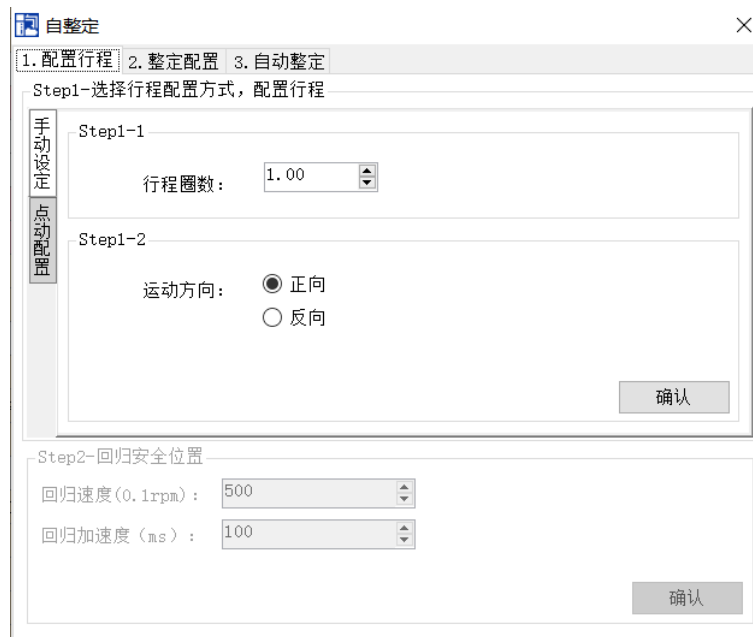 自整定
1.配置行程 2.整定配置 3.自动整定
Step1-选择行程配置方式，配置行程
手动设定
点动配置
Step1-1
行程圈数： 1.00
Step1-2
运动方向： 正向
反向
确认
Step2-回归安全位置
回归速度(0.1rpm)： 500
回归加速度（ms）： 100
确认